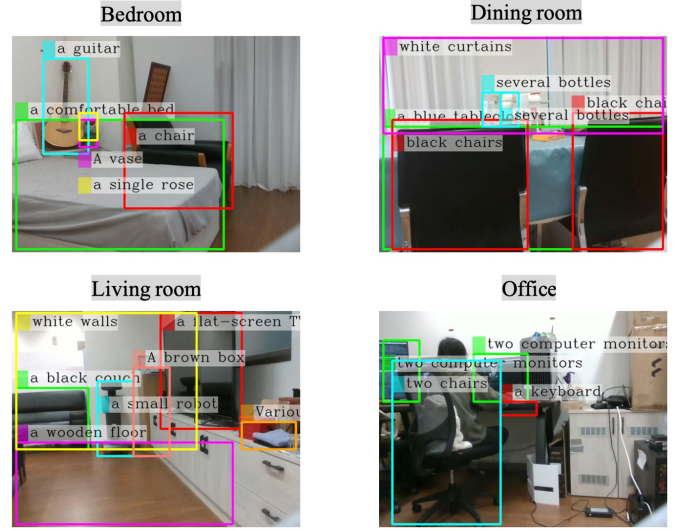 Bedroom
a guitar
a comfortable bed
a chair
A vase
a single rose
Dining room
white curtains
several bottles
black chai
a blue tableclo
several bottles
black chairs
Living room
white walls
a flat-screen T
A brown box
a black couch
a small robot
Variou
a wooden floor
Office
two computer monitors
two computer monitors
two chairs
a keyboard